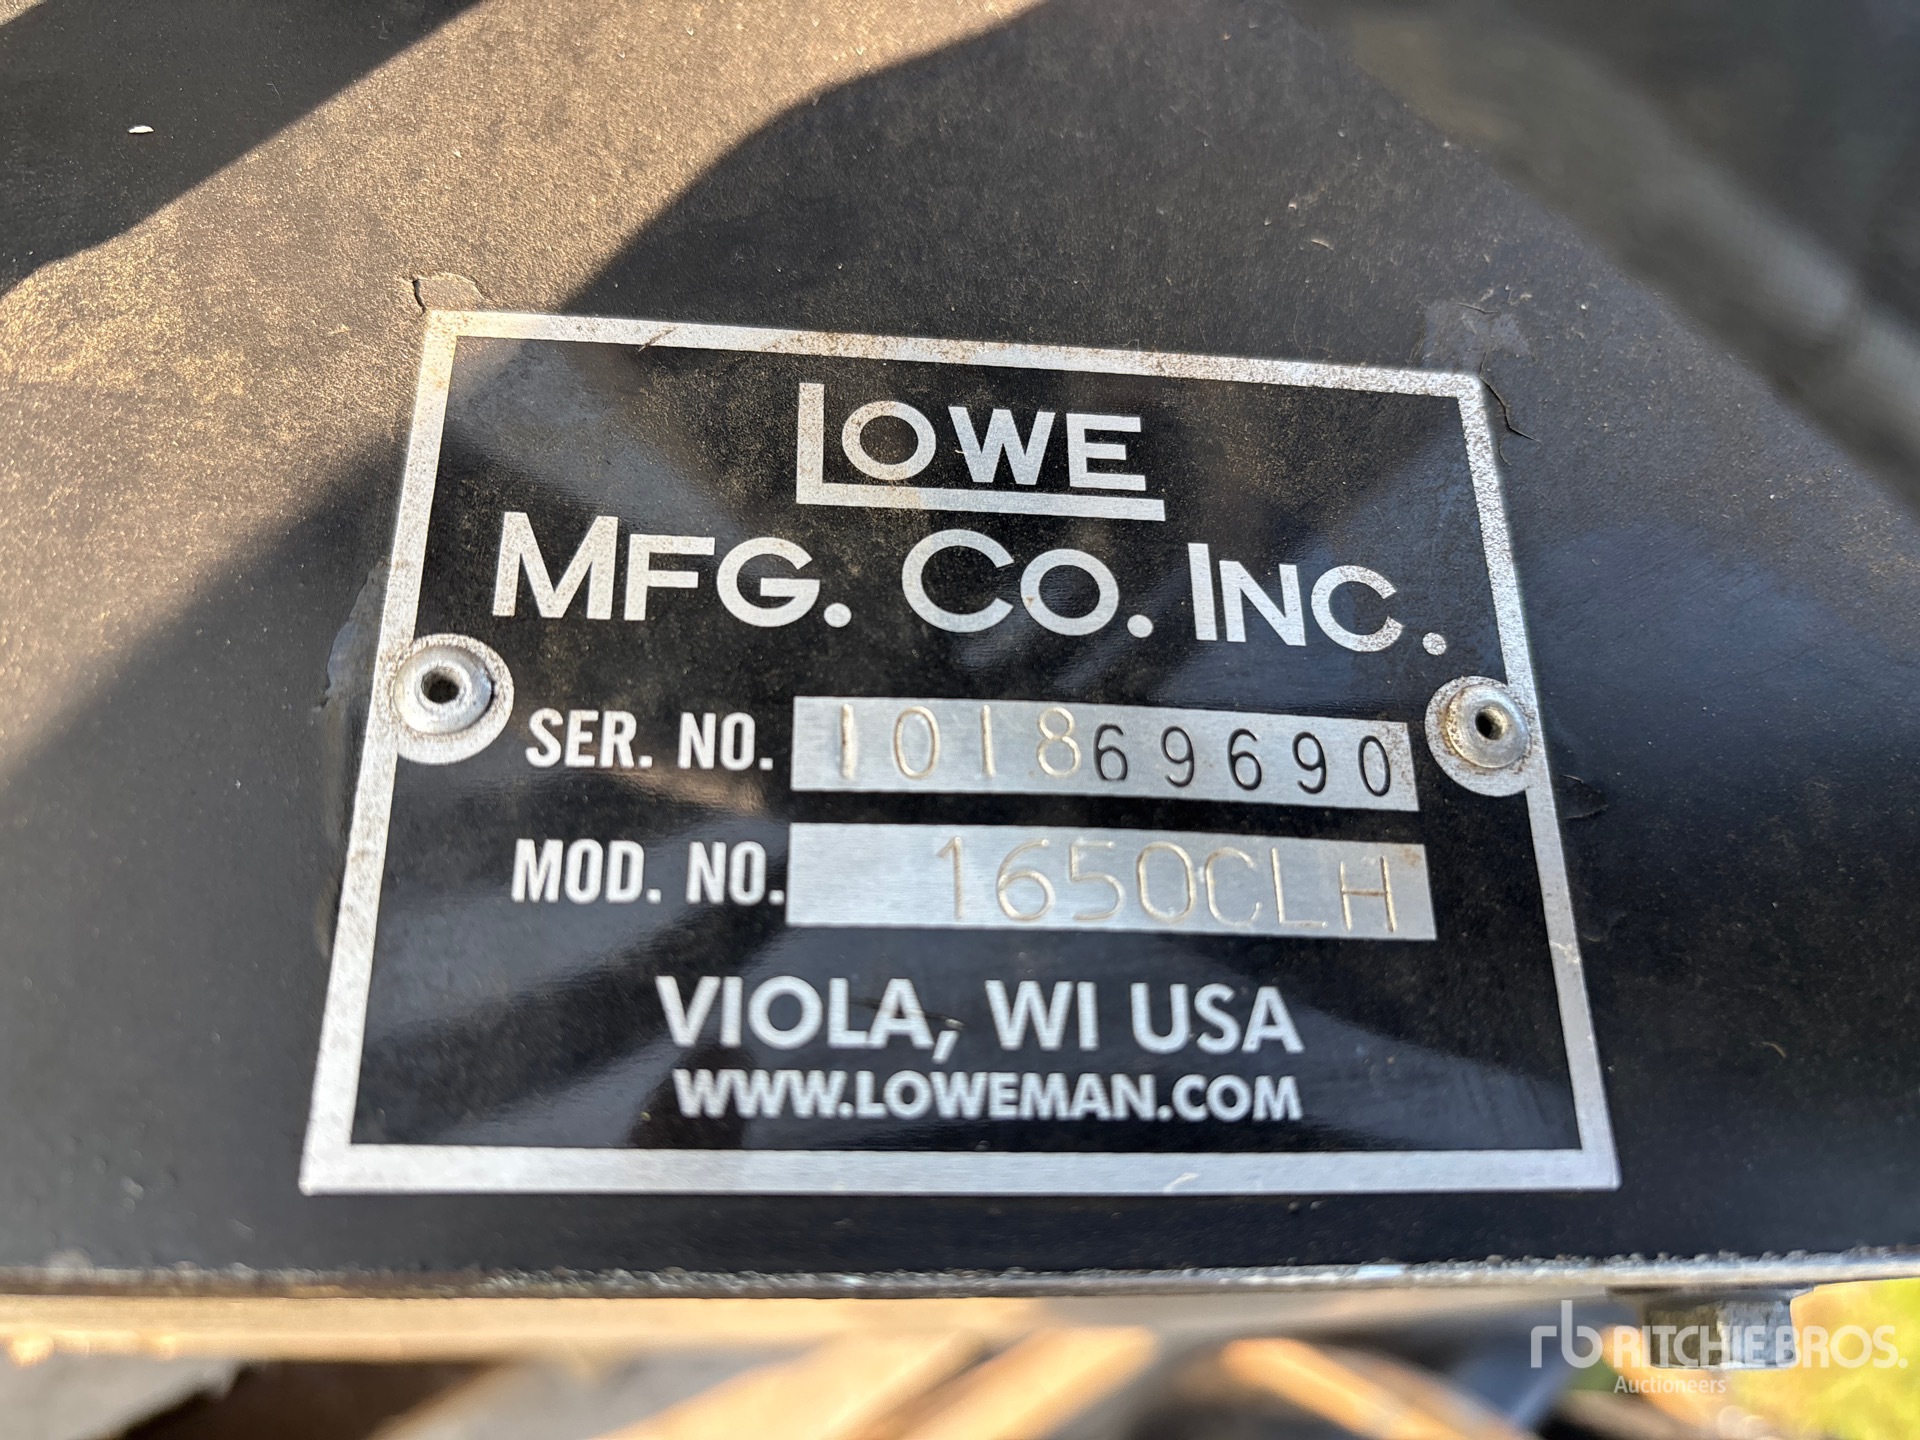 LOWE
MFG. CO. INC.
SER. NO. 101869690
MOD. NO. 1650CLH
VIOLA, WI USA
WWW.LOWEMAN.COM
rb RITCHIE BROS.
Auctioneers